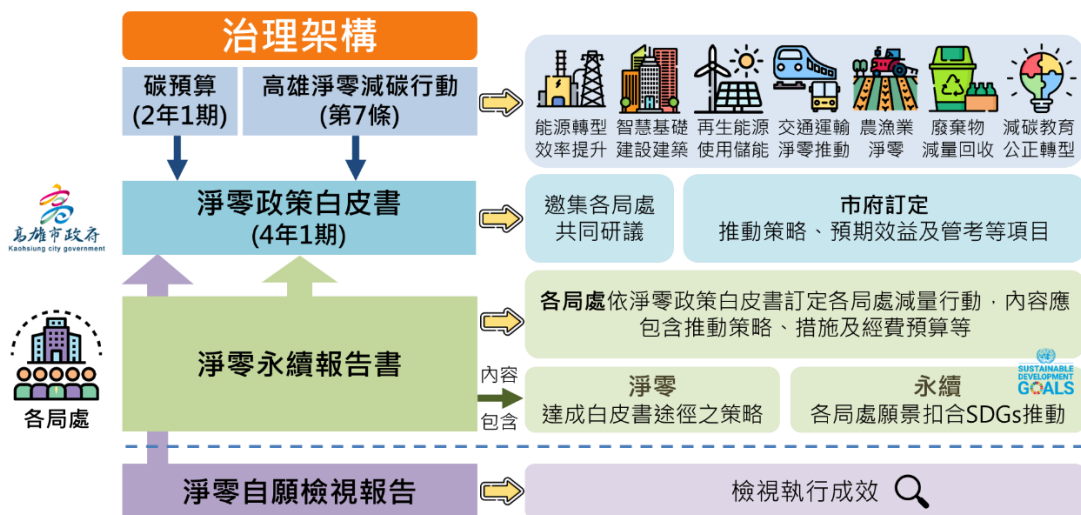 治理架構
碳預算
(2年1期)
高雄淨零減碳行動
(第7條)
能源轉型
效率提升
智慧基礎
建設建築
再生能源
使用儲能
交通運輸
淨零推動
農漁業
淨零
廢棄物
減量回收
減碳教育
公正轉型
高雄市政府
Kaohsiung city government
淨零政策白皮書
(4年1期)
邀集各局處
共同研議
市府訂定
推動策略、預期效益及管考等項目
各局處
淨零永續報告書
各局處依淨零政策白皮書訂定各局處減量行動，內容應
包含推動策略、措施及經費預算等
內容
包含
淨零
達成白皮書途徑之策略
永續
各局處願景扣合SDGs推動
SUSTAINABLE
DEVELOPMENT
GOALS
淨零自願檢視報告
檢視執行成效